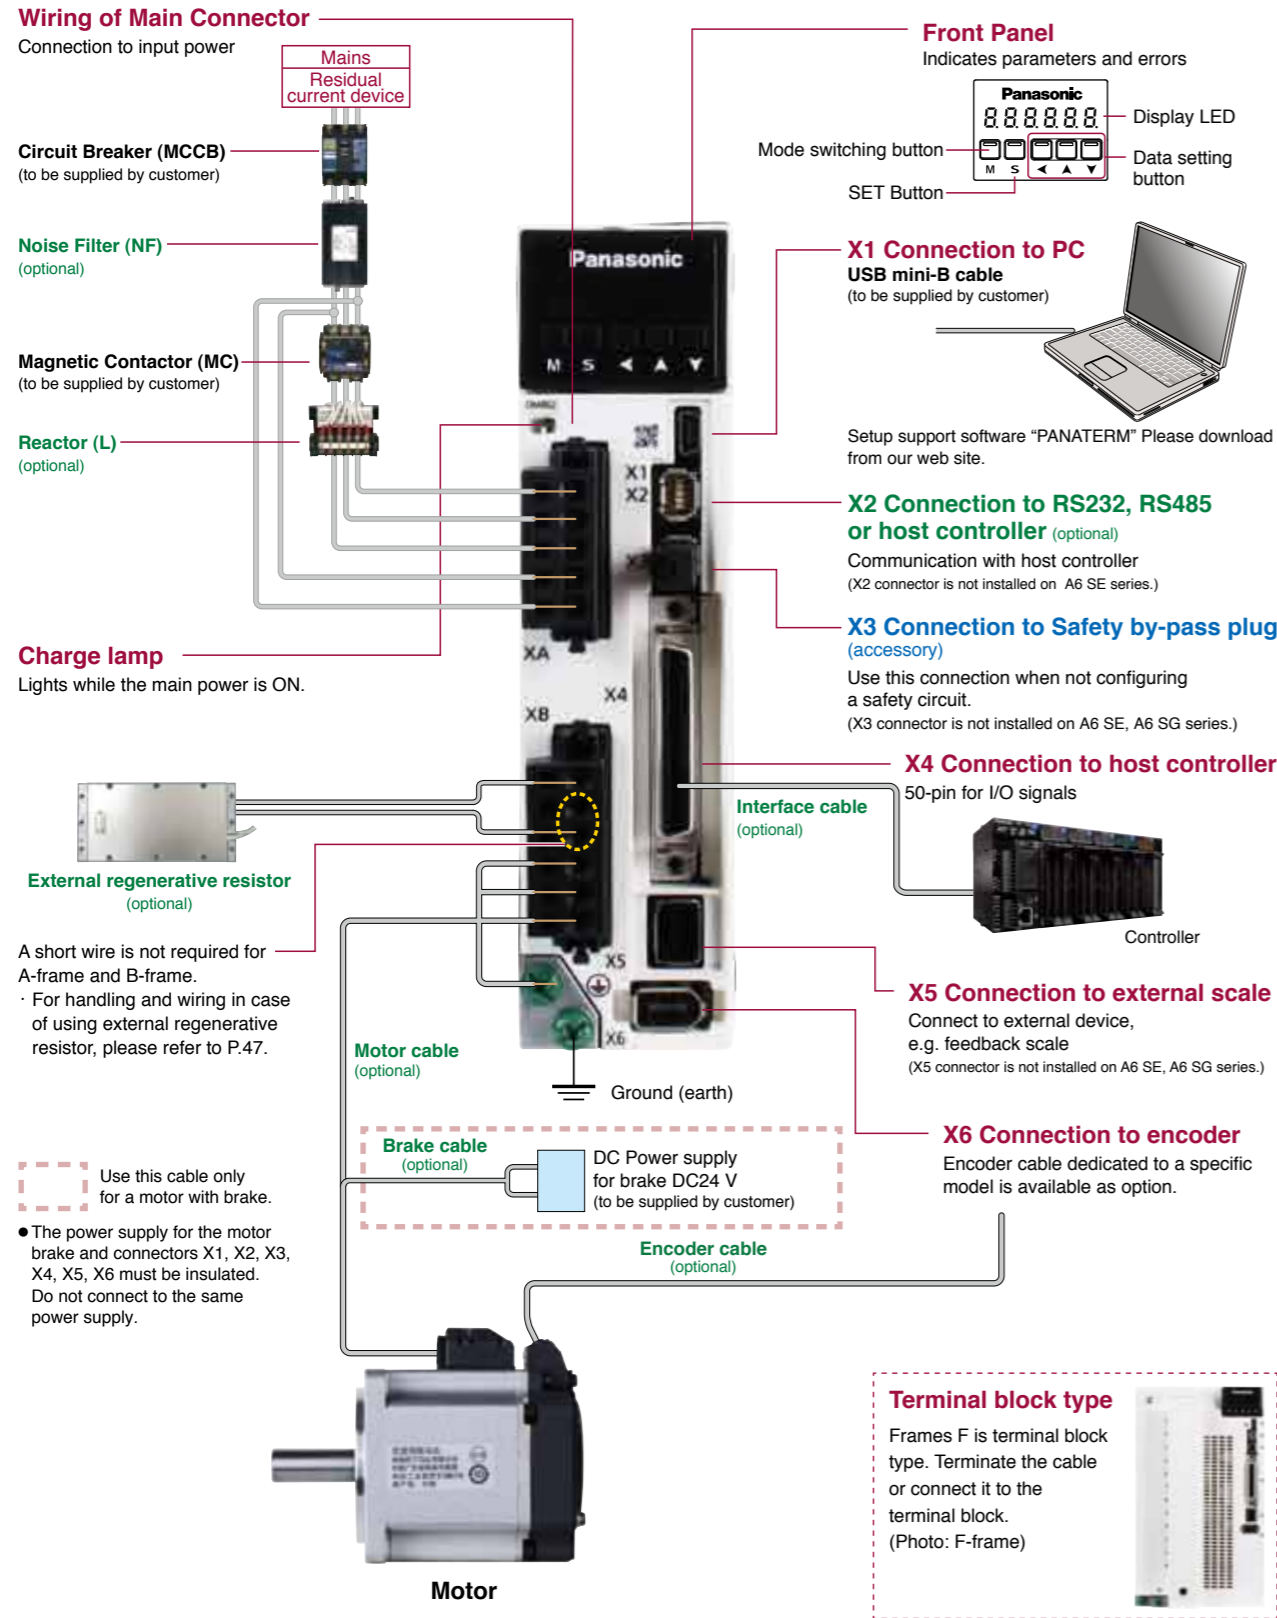 Wiring of Main Connector
Connection to input power
Mains
Residual
current device
Circuit Breaker (MCCB)
(to be supplied by customer)
Noise Filter (NF)
(optional)
Magnetic Contactor (MC)
(to be supplied by customer)
Reactor (L)
(optional)
Charge lamp
Lights while the main power is ON.
External regenerative resistor
(optional)
A short wire is not required for
A-frame and B-frame.
· For handling and wiring in case
of using external regenerative
resistor, please refer to P.47.
Use this cable only
for a motor with brake.
● The power supply for the motor
brake and connectors X1, X2, X3,
X4, X5, X6 must be insulated.
Do not connect to the same
power supply.
Panasonic
M S
CHARGE
X1
X2
XA
X4
XB
X5
X6
Motor cable
(optional)
Ground (earth)
Brake cable
(optional)
DC Power supply
for brake DC24 V
(to be supplied by customer)
Encoder cable
(optional)
Motor
Front Panel
Indicates parameters and errors
Panasonic
8.8.8.8.8.8.
M S
Display LED
Mode switching button
Data setting
button
SET Button
X1 Connection to PC
USB mini-B cable
(to be supplied by customer)
Setup support software “PANATERM” Please download
from our web site.
X2 Connection to RS232, RS485
or host controller (optional)
Communication with host controller
(X2 connector is not installed on A6 SE series.)
X3 Connection to Safety by-pass plug
(accessory)
Use this connection when not configuring
a safety circuit.
(X3 connector is not installed on A6 SE, A6 SG series.)
X4 Connection to host controller
50-pin for I/O signals
Interface cable
(optional)
Controller
X5 Connection to external scale
Connect to external device,
e.g. feedback scale
(X5 connector is not installed on A6 SE, A6 SG series.)
X6 Connection to encoder
Encoder cable dedicated to a specific
model is available as option.
Terminal block type
Frames F is terminal block
type. Terminate the cable
or connect it to the
terminal block.
(Photo: F-frame)